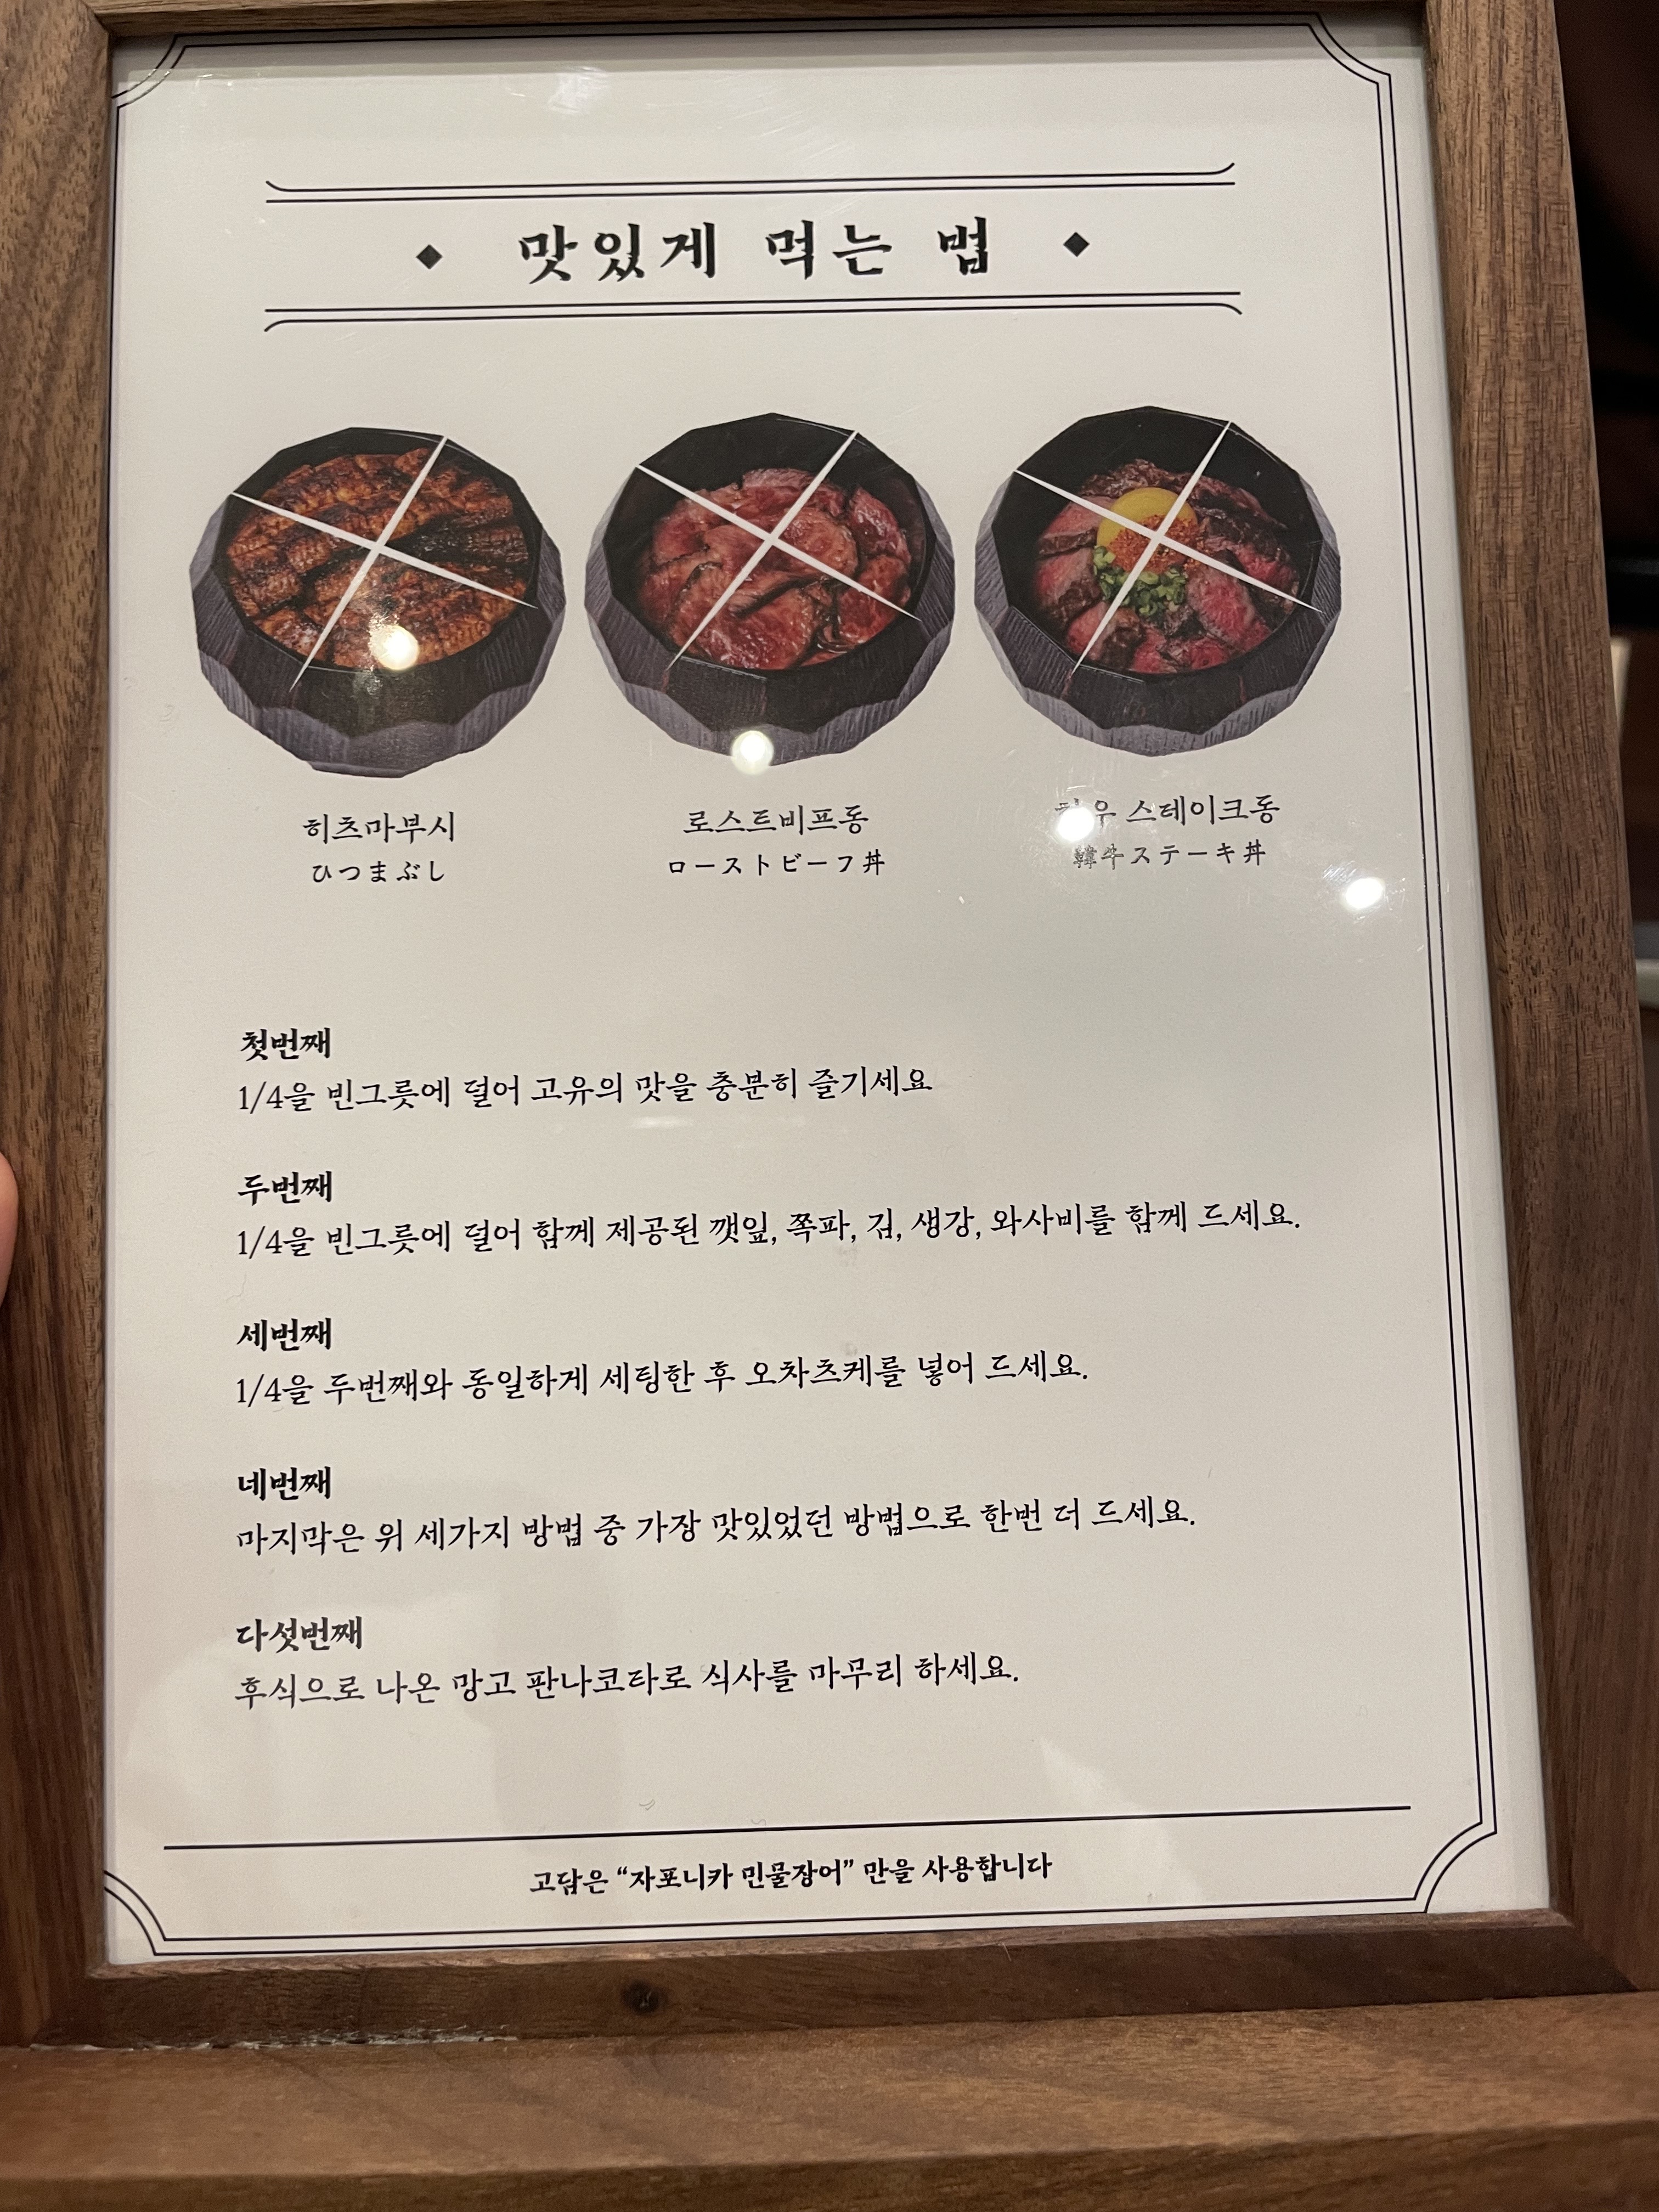 맛있게 먹는 법
히츠마부시
ひつまぶし
로스트비프동
ローストビーフ丼
한우 스테이크동
韓牛ステーキ丼
첫번째
1/4을 빈그릇에 덜어 고유의 맛을 충분히 즐기세요
두번째
1/4을 빈그릇에 덜어 함께 제공된 깻잎, 쪽파, 김, 생강, 와사비를 함께 드세요.
세번째
1/4을 두번째와 동일하게 세팅한 후 오차츠케를 넣어 드세요.
네번째
마지막은 위 세가지 방법 중 가장 맛있었던 방법으로 한번 더 드세요.
다섯번째
후식으로 나온 망고 판나코타로 식사를 마무리 하세요.
고담은 “자포니카 민물장어” 만을 사용합니다